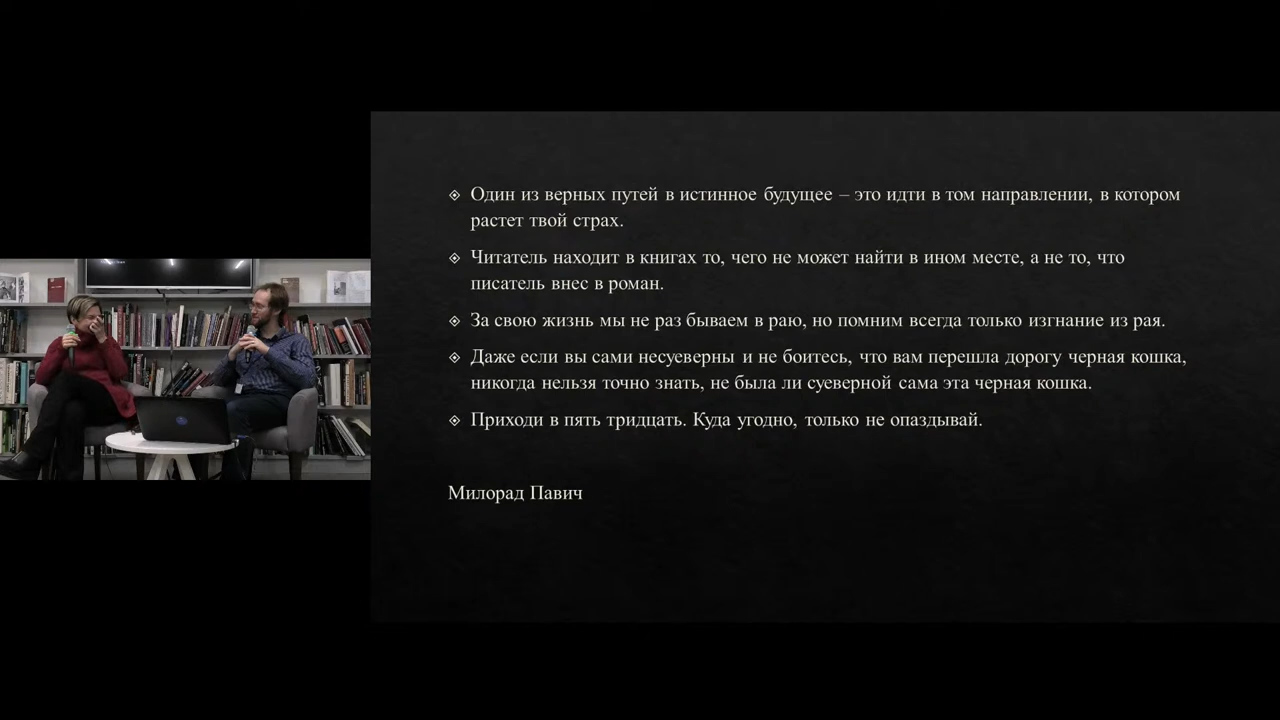 Один из верных путей в истинное будущее – это идти в том направлении, в котором
растет твой страх.
Читатель находит в книгах то, чего не может найти в ином месте, а не то, что
писатель внес в роман.
За свою жизнь мы не раз бываем в раю, но помним всегда только изгнание из рая.
Даже если вы сами несуеверны и не боитесь, что вам перешла дорогу черная кошка,
никогда нельзя точно знать, не была ли суеверной сама эта черная кошка.
Приходи в пять тридцать. Куда угодно, только не опаздывай.
Милорад Павич